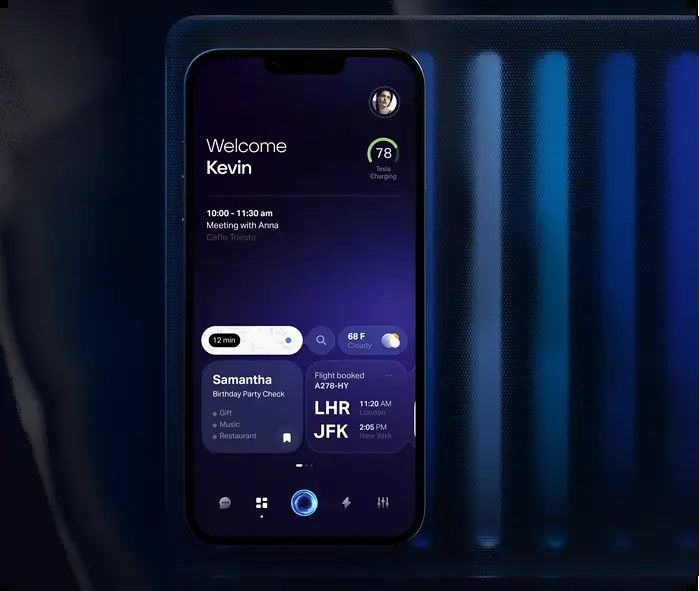 Welcome
Kevin
78
Tesla
Charging
10:00 - 11:30 am
Meeting with Anna
Caffe Trieste
12 min
68 F
Cloudy
Samantha
Birthday Party Check
Gift
Music
Restaurant
Flight booked
A278-HY
LHR
11:20 AM
London
JFK
2:05 PM
New York